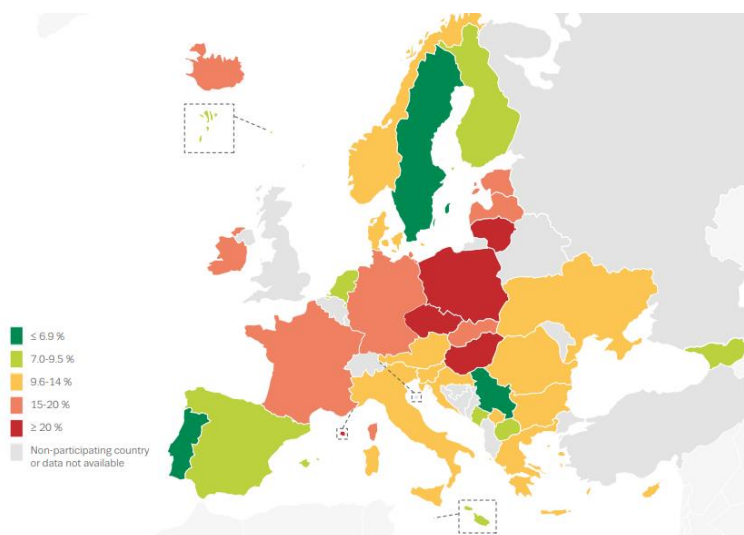 ≤ 6.9 %
7.0-9.5 %
9.6-14 %
15-20 %
≥ 20 %
Non-participating country
or data not available